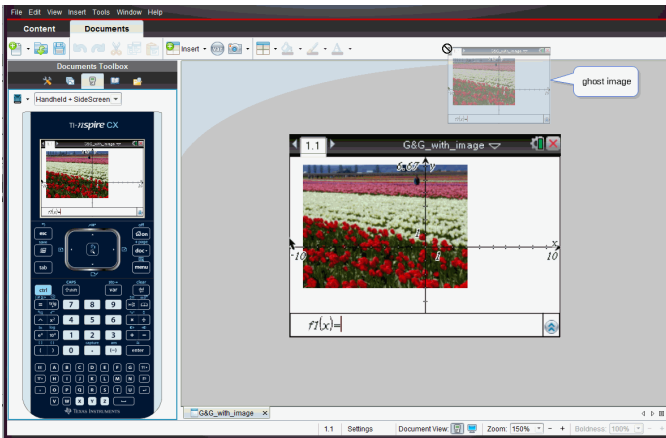 File Edit View Insert Tools Window Help
Content Documents
Insert
Documents Toolbox
Handheld + SideScreen
ghost image
TI-nspire CX
1.1 G&G_with_image
6.67 y
1
x
-10 1 10
f1(x)=
esc on
tab menu
ctrl shift var
7 8 9
4 5 6
1 2 3
0 . (−) enter
A B C D E F G
H I J K L M N
O P Q R S T U
V W X Y Z
TEXAS INSTRUMENTS
G&G_with_image ×
1.1 Settings Document View: Zoom: 150% - + Boldness: 100% - +